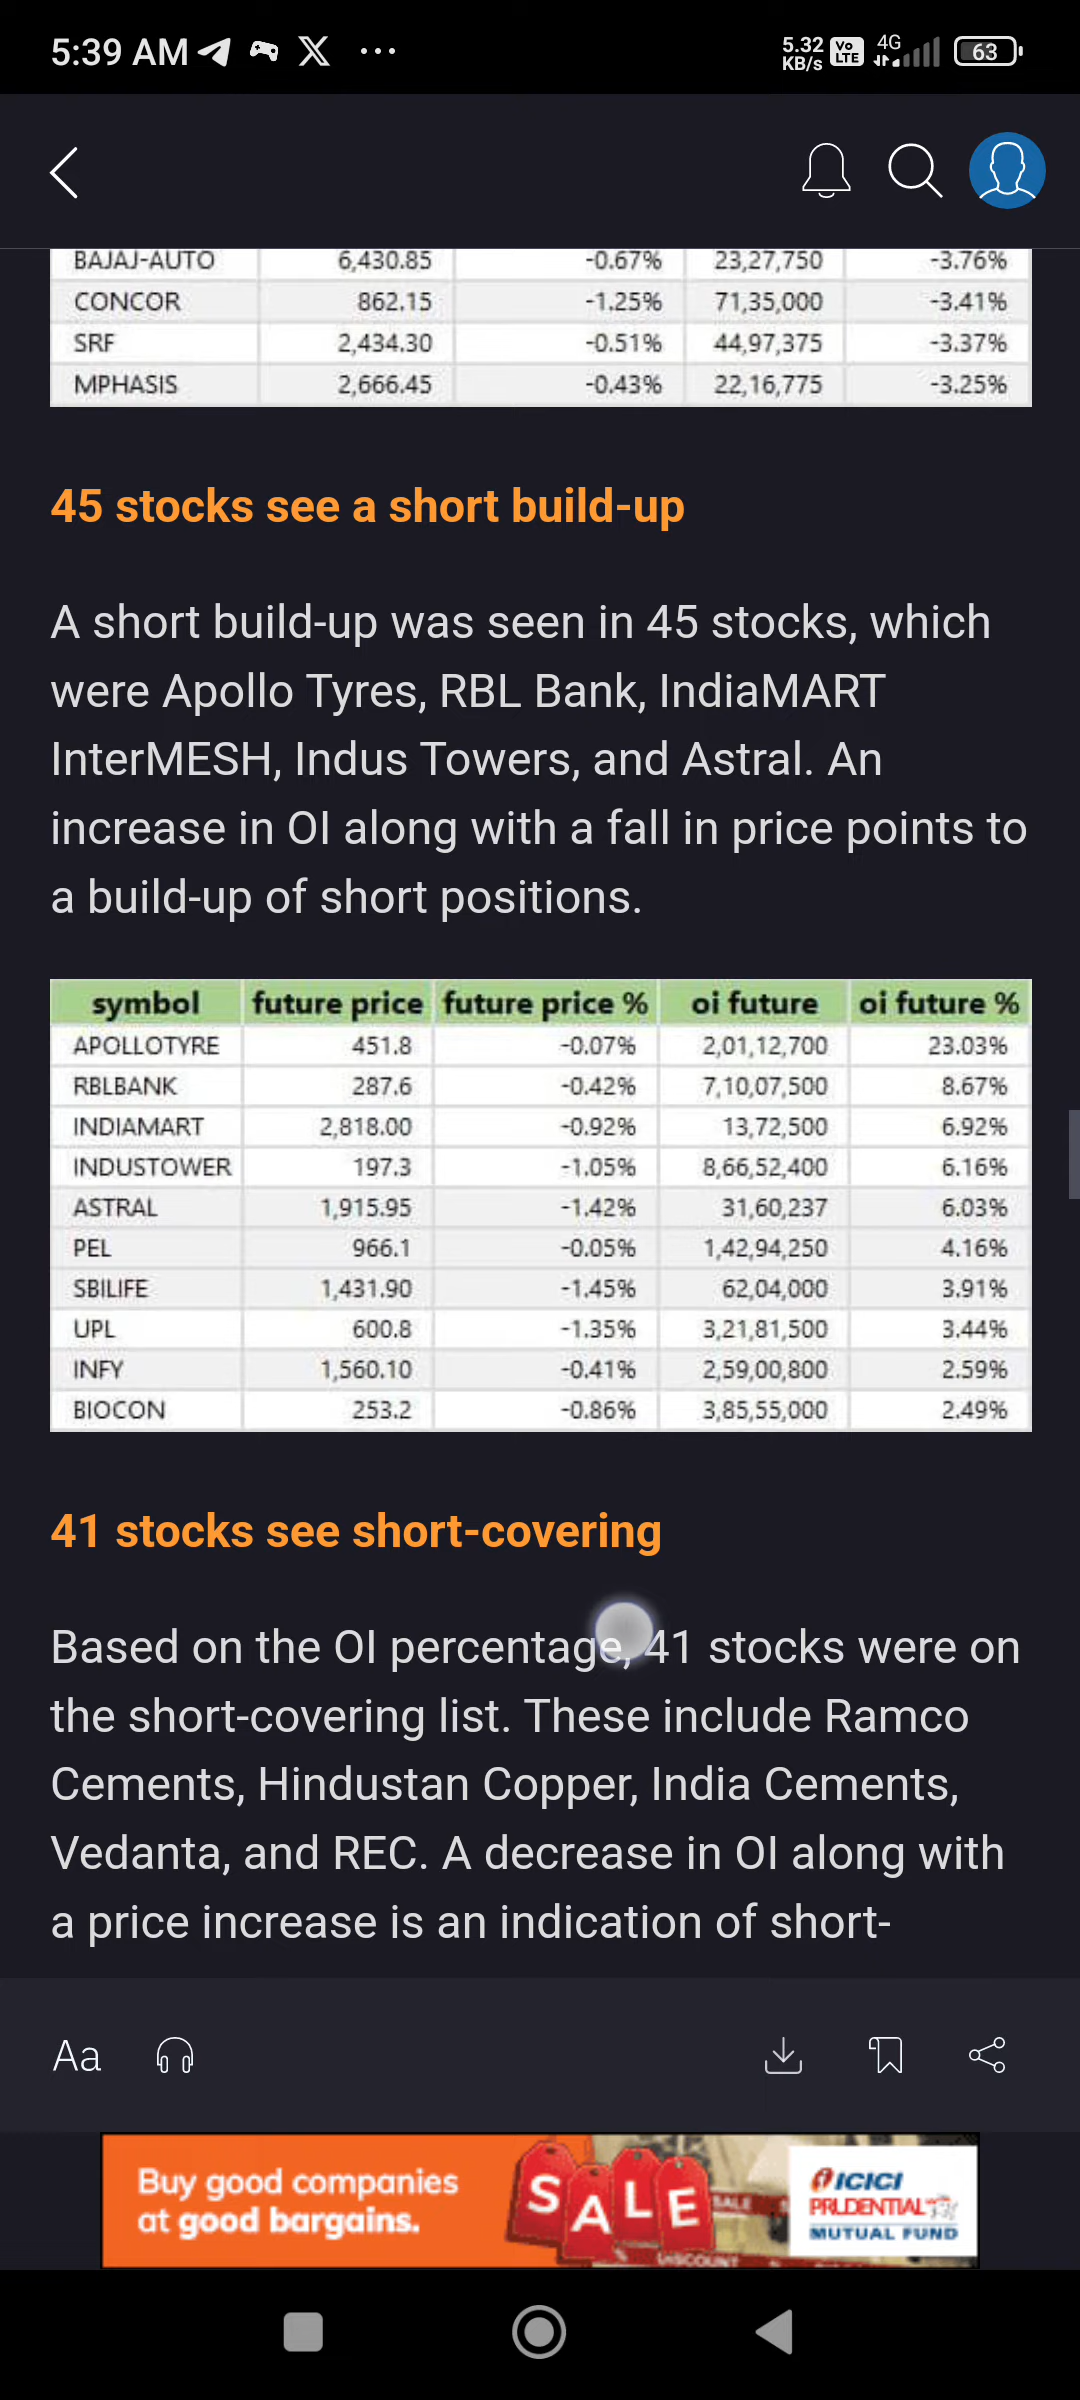 5:39 AM 5.32 KB/s Vo LTE 4G 63
BAJAJ-AUTO 6,430.85 -0.67% 23,27,750 -3.76%
CONCOR 862.15 -1.25% 71,35,000 -3.41%
SRF 2,434.30 -0.51% 44,97,375 -3.37%
MPHASIS 2,666.45 -0.43% 22,16,775 -3.25%
45 stocks see a short build-up
A short build-up was seen in 45 stocks, which
were Apollo Tyres, RBL Bank, IndiaMART
InterMESH, Indus Towers, and Astral. An
increase in OI along with a fall in price points to
a build-up of short positions.
symbol future price future price % oi future oi future %
APOLLOTYRE 451.8 -0.07% 2,01,12,700 23.03%
RBLBANK 287.6 -0.42% 7,10,07,500 8.67%
INDIAMART 2,818.00 -0.92% 13,72,500 6.92%
INDUSTOWER 197.3 -1.05% 8,66,52,400 6.16%
ASTRAL 1,915.95 -1.42% 31,60,237 6.03%
PEL 966.1 -0.05% 1,42,94,250 4.16%
SBILIFE 1,431.90 -1.45% 62,04,000 3.91%
UPL 600.8 -1.35% 3,21,81,500 3.44%
INFY 1,560.10 -0.41% 2,59,00,800 2.59%
BIOCON 253.2 -0.86% 3,85,55,000 2.49%
41 stocks see short-covering
Based on the OI percentage, 41 stocks were on
the short-covering list. These include Ramco
Cements, Hindustan Copper, India Cements,
Vedanta, and REC. A decrease in OI along with
a price increase is an indication of short-
Aa
Buy good companies
at good bargains.
SALE
SALE
DISCOUNT
ICICI
PRUDENTIAL
MUTUAL FUND